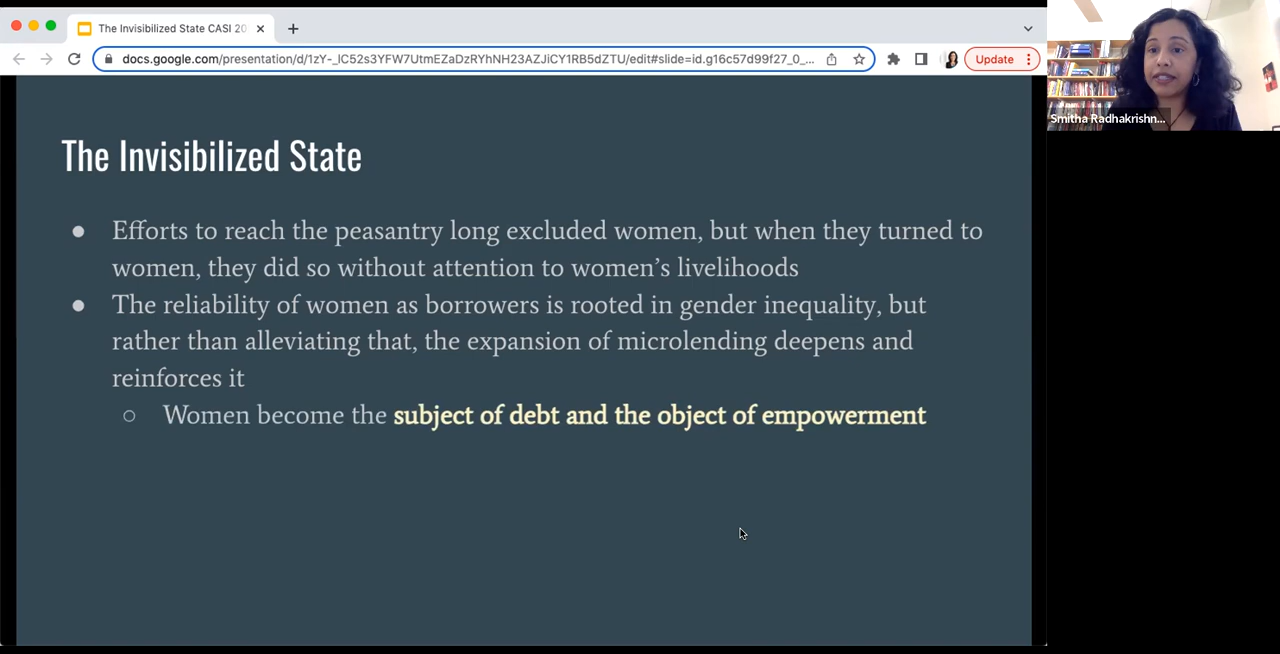 The Invisibilized State CASI 20
docs.google.com/presentation/d/1zY-_lC52s3YFW7UtmEZaDzRYhNH23AZJiCY1RB5dZTU/edit#slide=id.g16c57d99f27_0_...
Update
Smitha Radhakrishn...
The Invisibilized State
● Efforts to reach the peasantry long excluded women, but when they turned to
women, they did so without attention to women’s livelihoods
● The reliability of women as borrowers is rooted in gender inequality, but
rather than alleviating that, the expansion of microlending deepens and
reinforces it
○ Women become the subject of debt and the object of empowerment